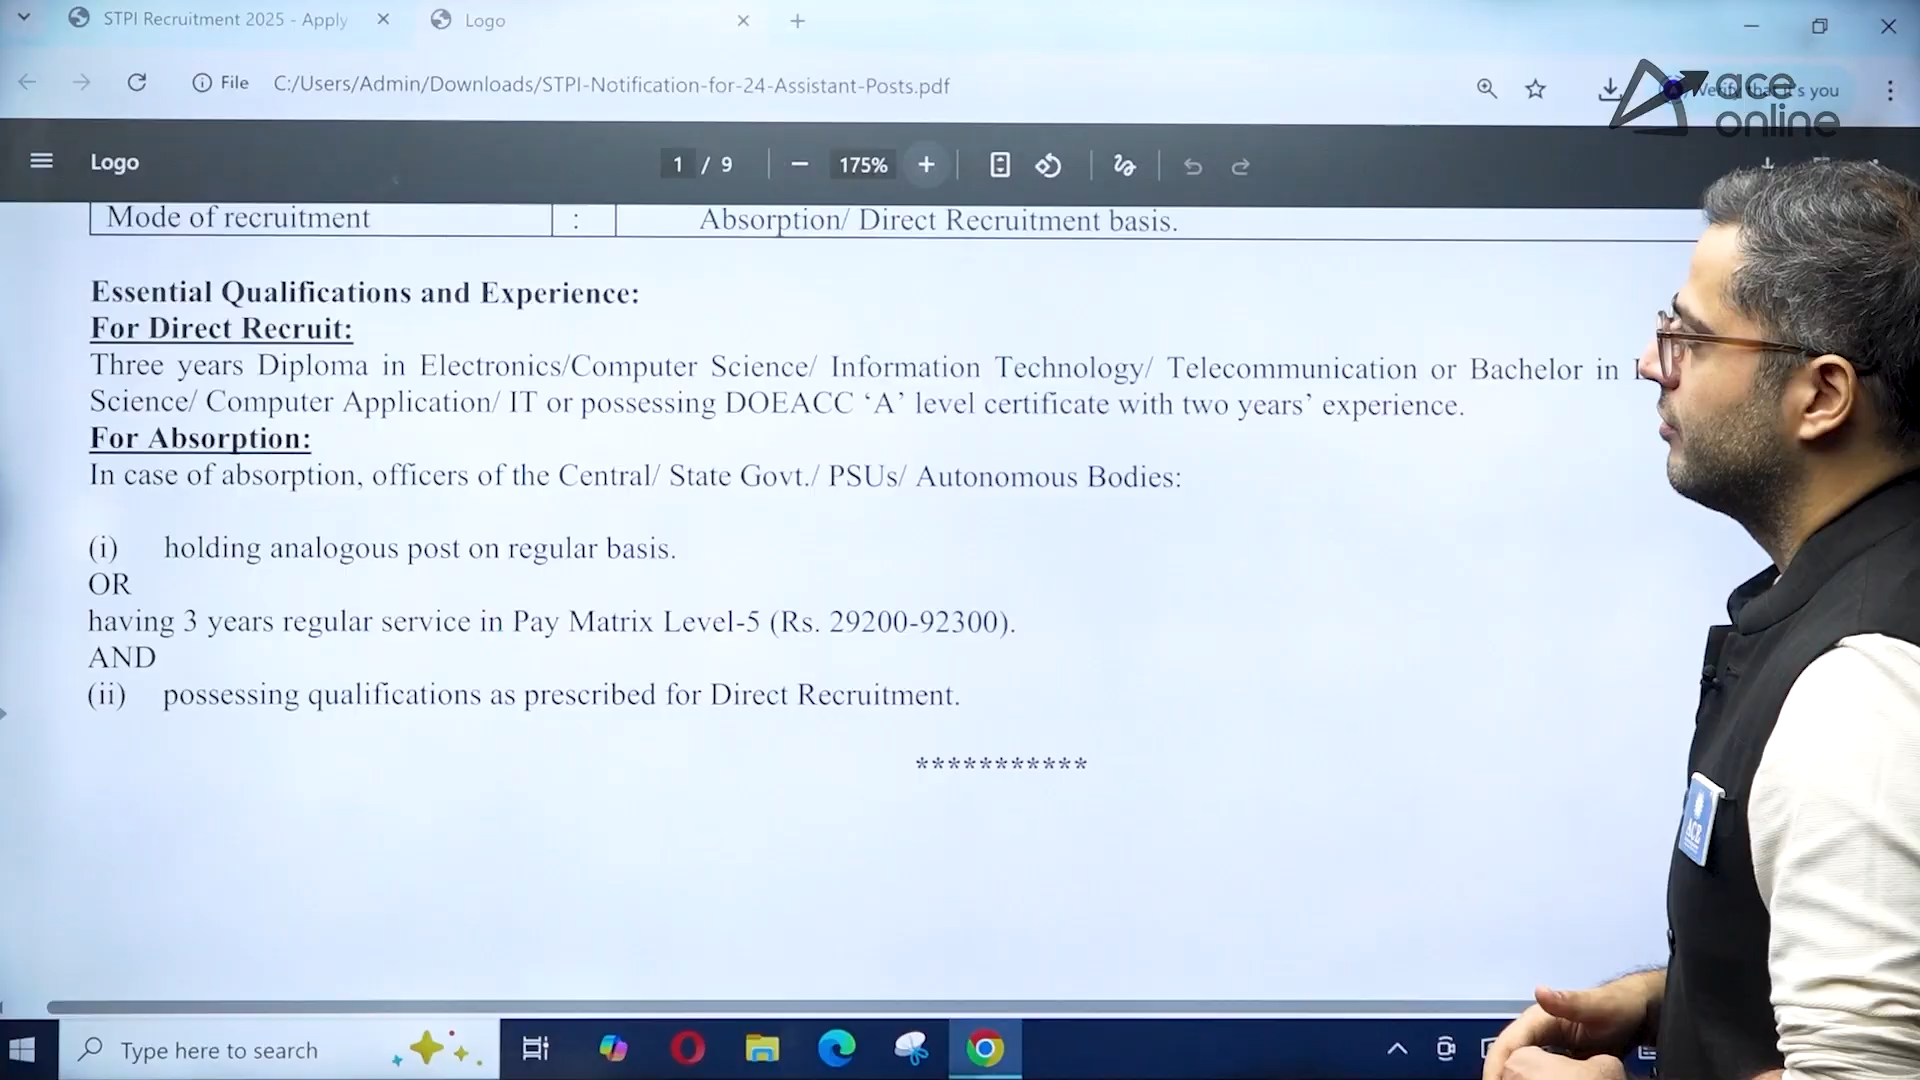 STPI Recruitment 2025 - Apply
Logo
File
C:/Users/Admin/Downloads/STPI-Notification-for-24-Assistant-Posts.pdf
Verify that it's you
ace
online
Logo
1 / 9
175%
Mode of recruitment : Absorption/ Direct Recruitment basis.
Essential Qualifications and Experience:
For Direct Recruit:
Three years Diploma in Electronics/Computer Science/ Information Technology/ Telecommunication or Bachelor in
Science/ Computer Application/ IT or possessing DOEACC ‘A’ level certificate with two years’ experience.
For Absorption:
In case of absorption, officers of the Central/ State Govt./ PSUs/ Autonomous Bodies:
(i) holding analogous post on regular basis.
OR
having 3 years regular service in Pay Matrix Level-5 (Rs. 29200-92300).
AND
(ii) possessing qualifications as prescribed for Direct Recruitment.
***********
ACE
Type here to search